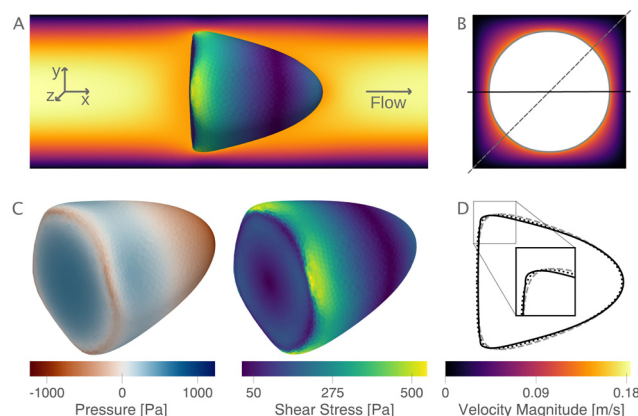 A
B
y
z
x
Flow
C
D
-1000
0
1000
50
275
500
0
0.09
0.18
Pressure [Pa]
Shear Stress [Pa]
Velocity Magnitude [m/s]